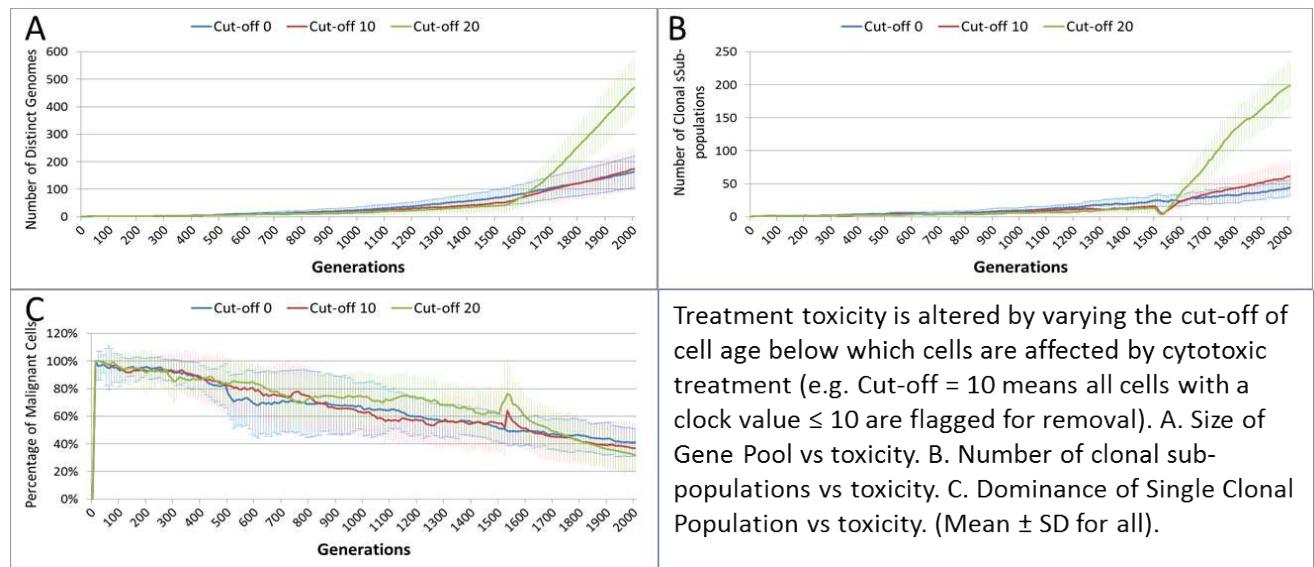 A
Cut-off 0 Cut-off 10 Cut-off 20
Number of Distinct Genomes
600
500
400
300
200
100
0
0 100 200 300 400 500 600 700 800 900 1000 1100 1200 1300 1400 1500 1600 1700 1800 1900 2000
Generations
B
Cut-off 0 Cut-off 10 Cut-off 20
Number of Clonal sSub-
populations
250
200
150
100
50
0
0 100 200 300 400 500 600 700 800 900 1000 1100 1200 1300 1400 1500 1600 1700 1800 1900 2000
Generations
C
Cut-off 0 Cut-off 10 Cut-off 20
Percentage of Malignant Cells
120%
100%
80%
60%
40%
20%
0%
0 100 200 300 400 500 600 700 800 900 1000 1100 1200 1300 1400 1500 1600 1700 1800 1900 2000
Generations
Treatment toxicity is altered by varying the cut-off of
cell age below which cells are affected by cytotoxic
treatment (e.g. Cut-off = 10 means all cells with a
clock value ≤ 10 are flagged for removal). A. Size of
Gene Pool vs toxicity. B. Number of clonal sub-
populations vs toxicity. C. Dominance of Single Clonal
Population vs toxicity. (Mean ± SD for all).